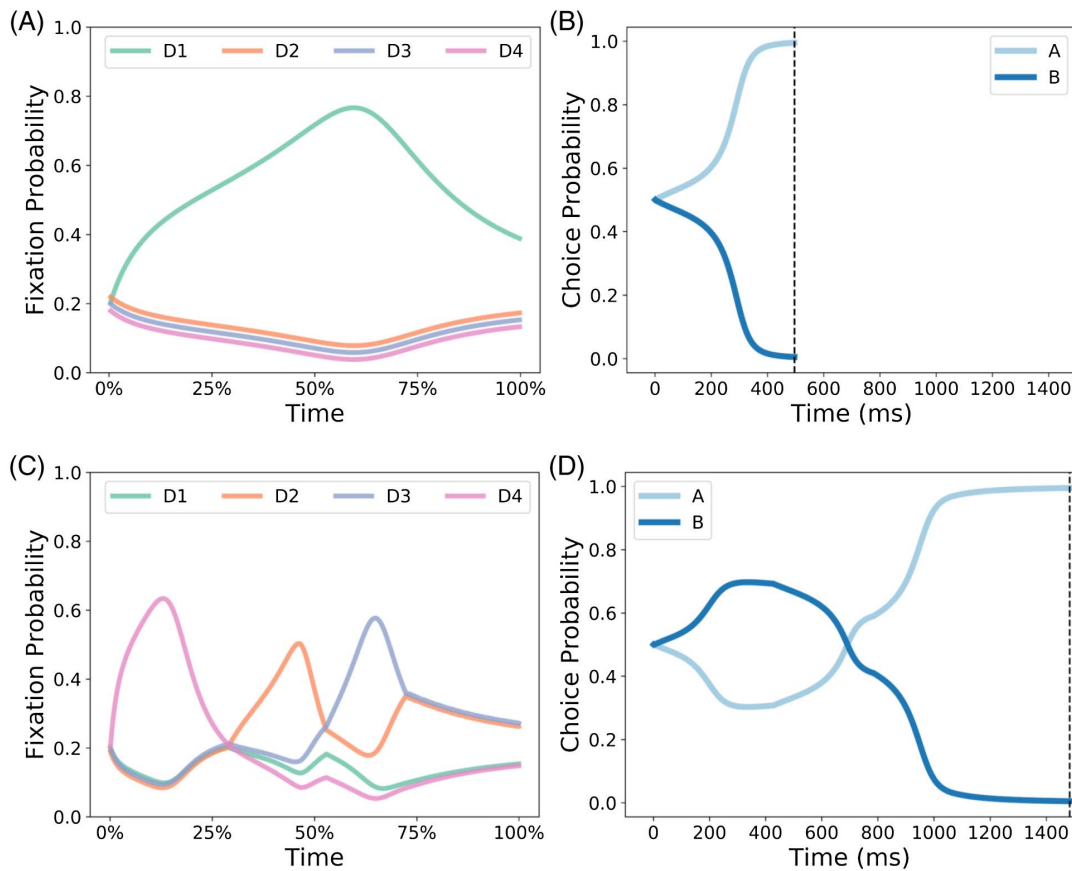 (A)
Fixation Probability
1.0
0.8
0.6
0.4
0.2
0.0
D1 D2 D3 D4
0% 25% 50% 75% 100%
Time
(B)
Choice Probability
1.0
0.8
0.6
0.4
0.2
0.0
A
B
0 200 400 600 800 1000 1200 1400
Time (ms)
(C)
Fixation Probability
1.0
0.8
0.6
0.4
0.2
0.0
D1 D2 D3 D4
0% 25% 50% 75% 100%
Time
(D)
Choice Probability
1.0
0.8
0.6
0.4
0.2
0.0
A
B
0 200 400 600 800 1000 1200 1400
Time (ms)